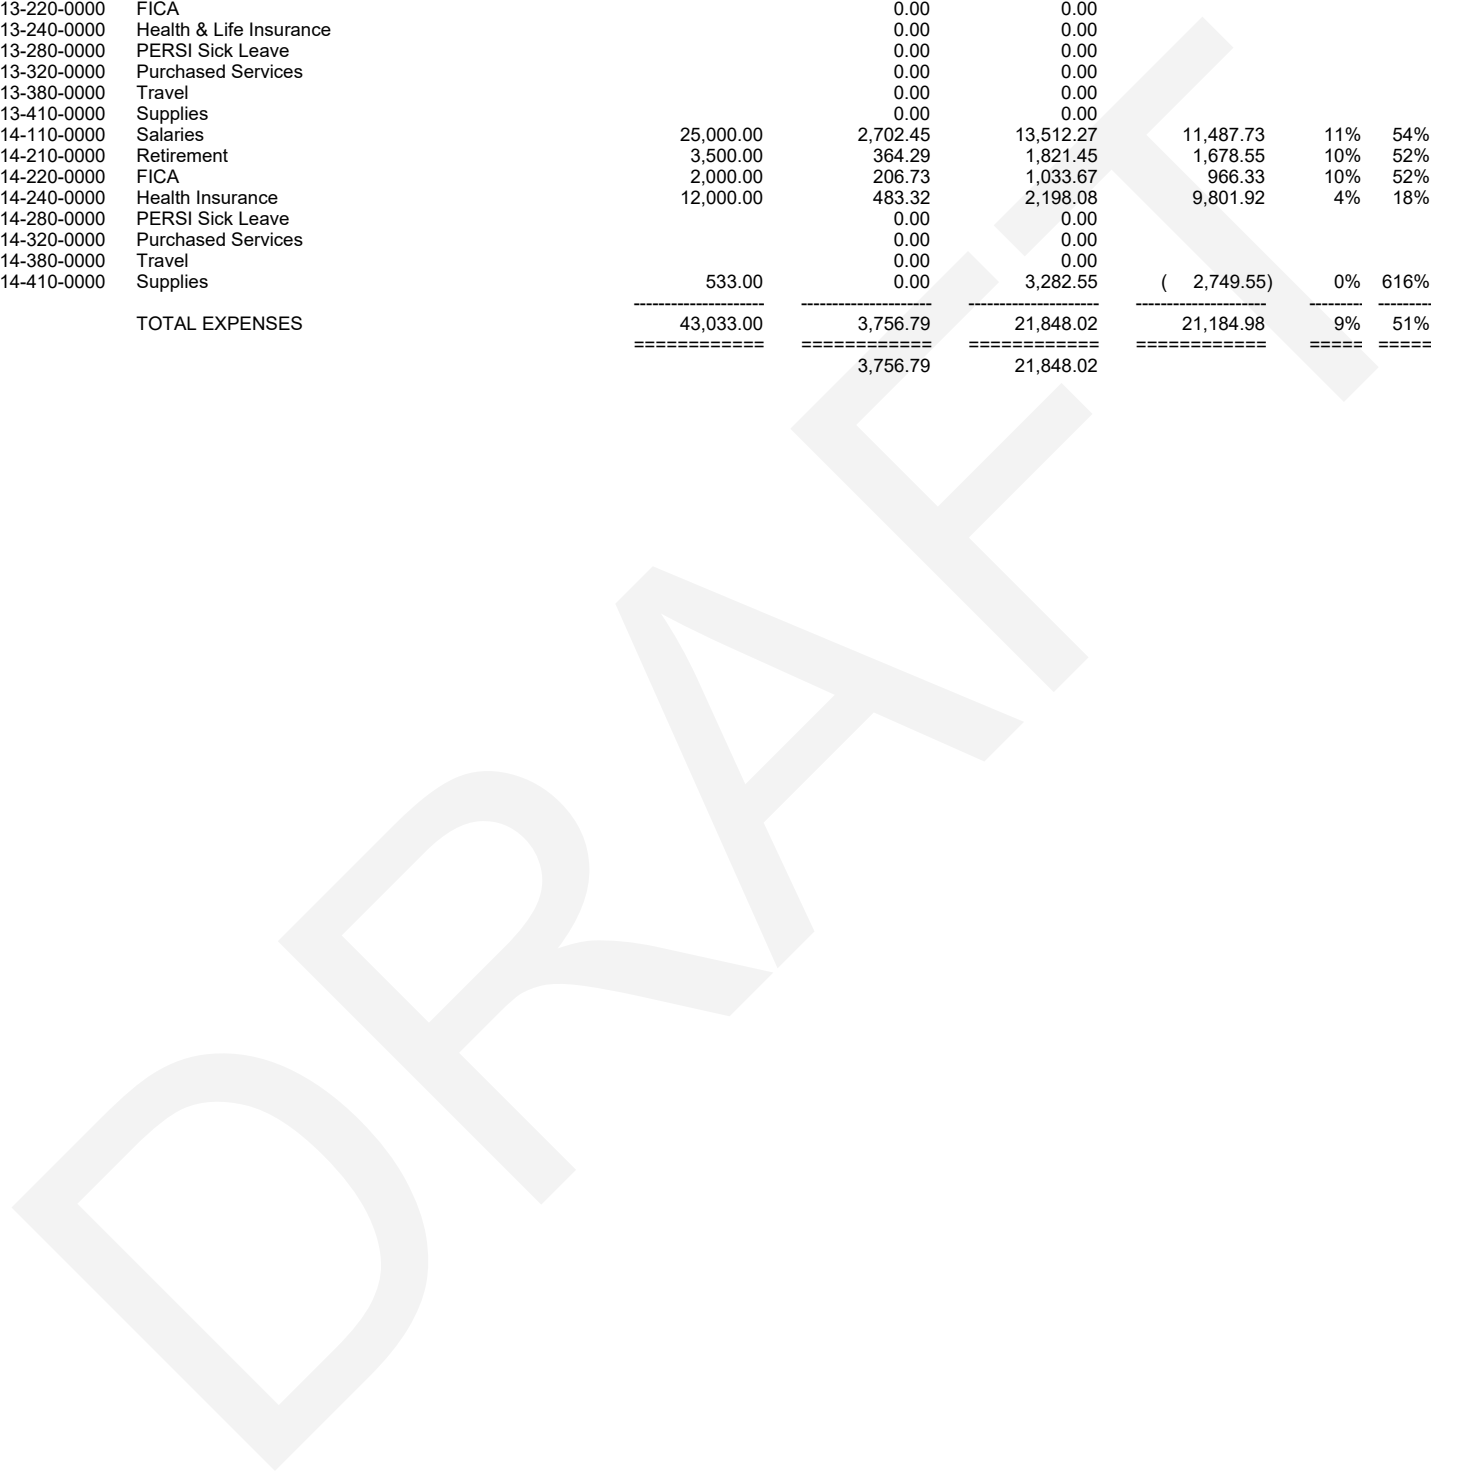 13-220-0000 FICA 0.00 0.00
13-240-0000 Health & Life Insurance 0.00 0.00
13-280-0000 PERSI Sick Leave 0.00 0.00
13-320-0000 Purchased Services 0.00 0.00
13-380-0000 Travel 0.00 0.00
13-410-0000 Supplies 0.00 0.00
14-110-0000 Salaries 25,000.00 2,702.45 13,512.27 11,487.73 11% 54%
14-210-0000 Retirement 3,500.00 364.29 1,821.45 1,678.55 10% 52%
14-220-0000 FICA 2,000.00 206.73 1,033.67 966.33 10% 52%
14-240-0000 Health Insurance 12,000.00 483.32 2,198.08 9,801.92 4% 18%
14-280-0000 PERSI Sick Leave 0.00 0.00
14-320-0000 Purchased Services 0.00 0.00
14-380-0000 Travel 0.00 0.00
14-410-0000 Supplies 533.00 0.00 3,282.55 ( 2,749.55) 0% 616%
--------------------- --------------------- --------------------- --------------------- -------- --------
TOTAL EXPENSES 43,033.00 3,756.79 21,848.02 21,184.98 9% 51%
============ ============ ============ ============ ===== =====
3,756.79 21,848.02
DRAFT